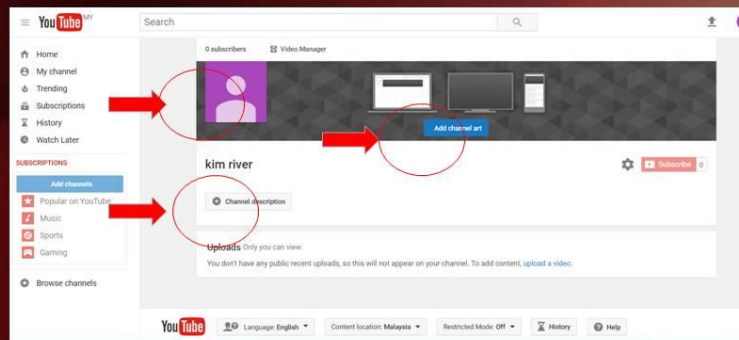 YouTube MY
Search
Home
My channel
Trending
Subscriptions
History
Watch Later
SUBSCRIPTIONS
Add channels
Popular on YouTube
Music
Sports
Gaming
Browse channels
0 subscribers Video Manager
Add channel art
kim river
Subscribe 0
Channel description
Uploads Only you can view
You don't have any public recent uploads, so this will not appear on your channel. To add content, upload a video.
YouTube Language: English Content location: Malaysia Restricted Mode: Off History Help